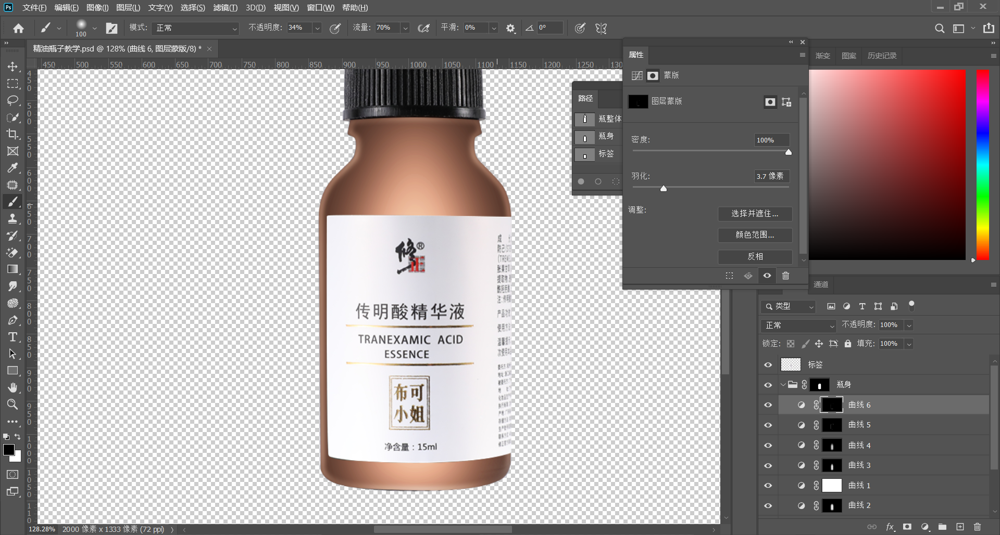 文件(F) 编辑(E) 图像(I) 图层(L) 文字(Y) 选择(S) 滤镜(T) 3D(D) 视图(V) 窗口(W) 帮助(H)
100 模式: 正常 不透明度: 34% 流量: 70% 平滑: 0% 0°
精油瓶子教学.psd @ 128% (曲线 6, 图层蒙版/8) *
450 500 550 600 650 700 750 800 850 900 950 1000 1050 1100 1150 1200 1250 130
属性
渐变 图案 历史记录
蒙版
图层蒙版
密度: 100%
羽化: 3.7 像素
调整:
选择并遮住...
颜色范围...
反相
路径
瓶整体
瓶身
标签
修正®
传明酸精华液
TRANEXAMIC ACID
ESSENCE
布可
小姐
净含量：15ml
通道
类型
正常 不透明度: 100%
锁定: 填充: 100%
标签
瓶身
曲线 6
曲线 5
曲线 4
曲线 3
曲线 1
曲线 2
128.28% 2000 像素 x 1333 像素 (72 ppi)